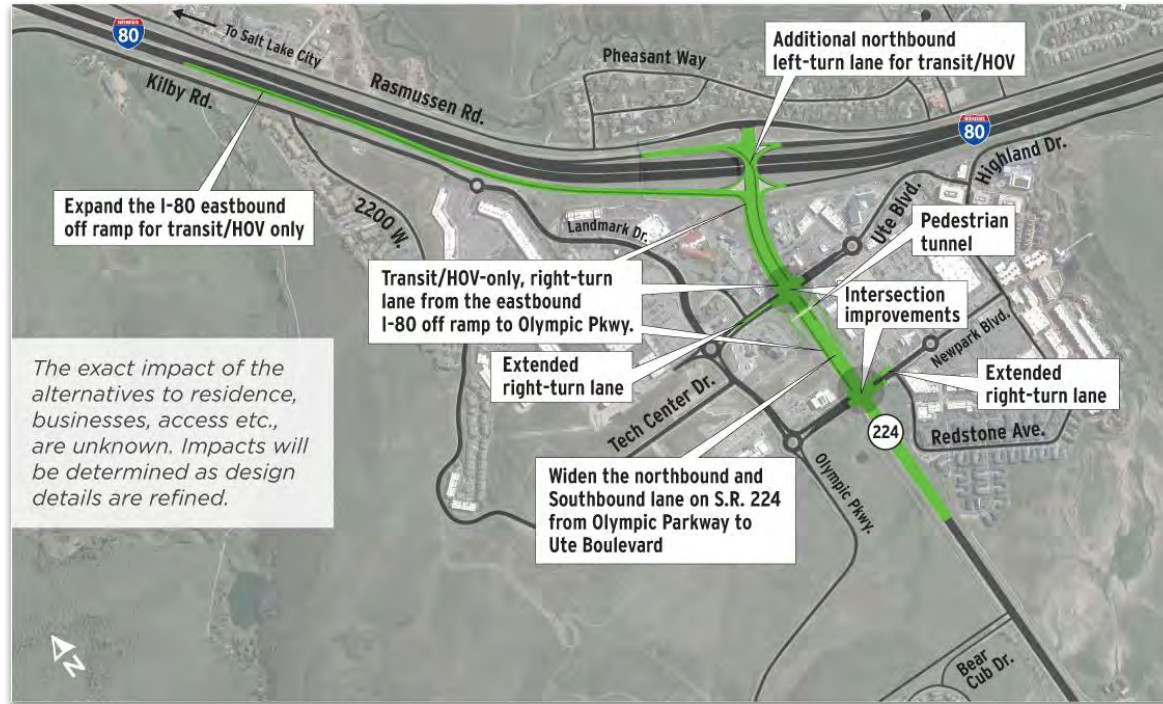 INTERSTATE
80
To Salt Lake City
Kilby Rd.
Rasmussen Rd.
Pheasant Way
Additional northbound
left-turn lane for transit/HOV
INTERSTATE
80
Highland Dr.
Expand the I-80 eastbound
off ramp for transit/HOV only
2200 W.
Landmark Dr.
Ute Blvd.
Pedestrian
tunnel
Transit/HOV-only, right-turn
lane from the eastbound
I-80 off ramp to Olympic Pkwy.
Intersection
improvements
Newpark Blvd.
Extended
right-turn lane
Extended
right-turn lane
The exact impact of the
alternatives to residence,
businesses, access etc.,
are unknown. Impacts will
be determined as design
details are refined.
Tech Center Dr.
224
Redstone Ave.
Olympic Pkwy.
Widen the northbound and
Southbound lane on S.R. 224
from Olympic Parkway to
Ute Boulevard
N
Bear
Cub Dr.